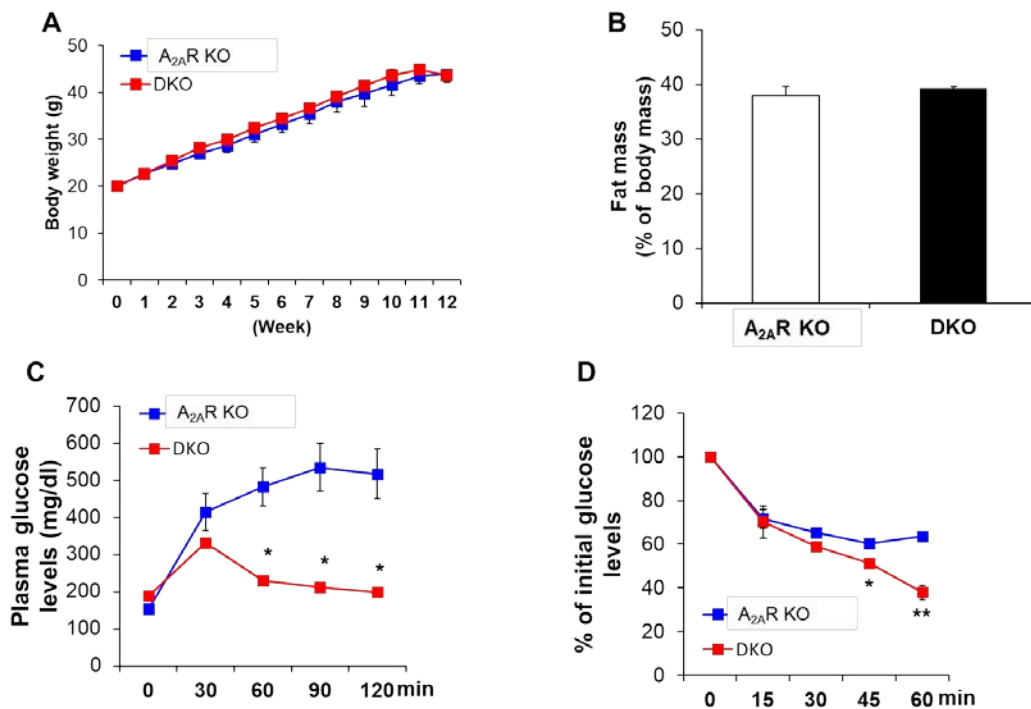 A
A2AR KO
DKO
Body weight (g)
50
40
30
20
10
0
0 1 2 3 4 5 6 7 8 9 10 11 12
(Week)
B
Fat mass
(% of body mass)
50
40
30
20
10
0
A2AR KO DKO
C
A2AR KO
DKO
Plasma glucose
levels (mg/dl)
700
600
500
400
300
200
100
0
* * *
0 30 60 90 120 min
D
% of initial glucose
levels
120
100
80
60
40
20
0
* **
A2AR KO
DKO
0 15 30 45 60 min